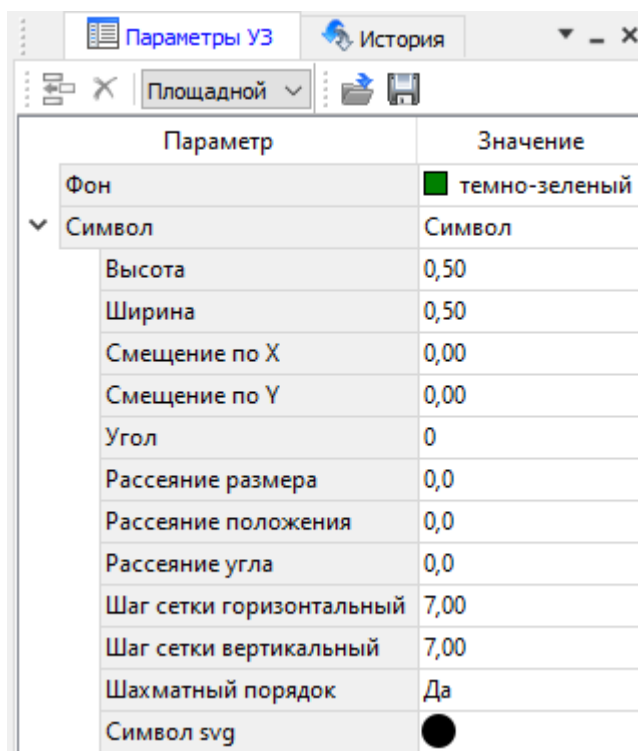 Параметры УЗ История
Площадной
Параметр Значение
Фон темно-зеленый
Символ Символ
Высота 0,50
Ширина 0,50
Смещение по X 0,00
Смещение по Y 0,00
Угол 0
Рассеяние размера 0,0
Рассеяние положения 0,0
Рассеяние угла 0,0
Шаг сетки горизонтальный 7,00
Шаг сетки вертикальный 7,00
Шахматный порядок Да
Символ svg